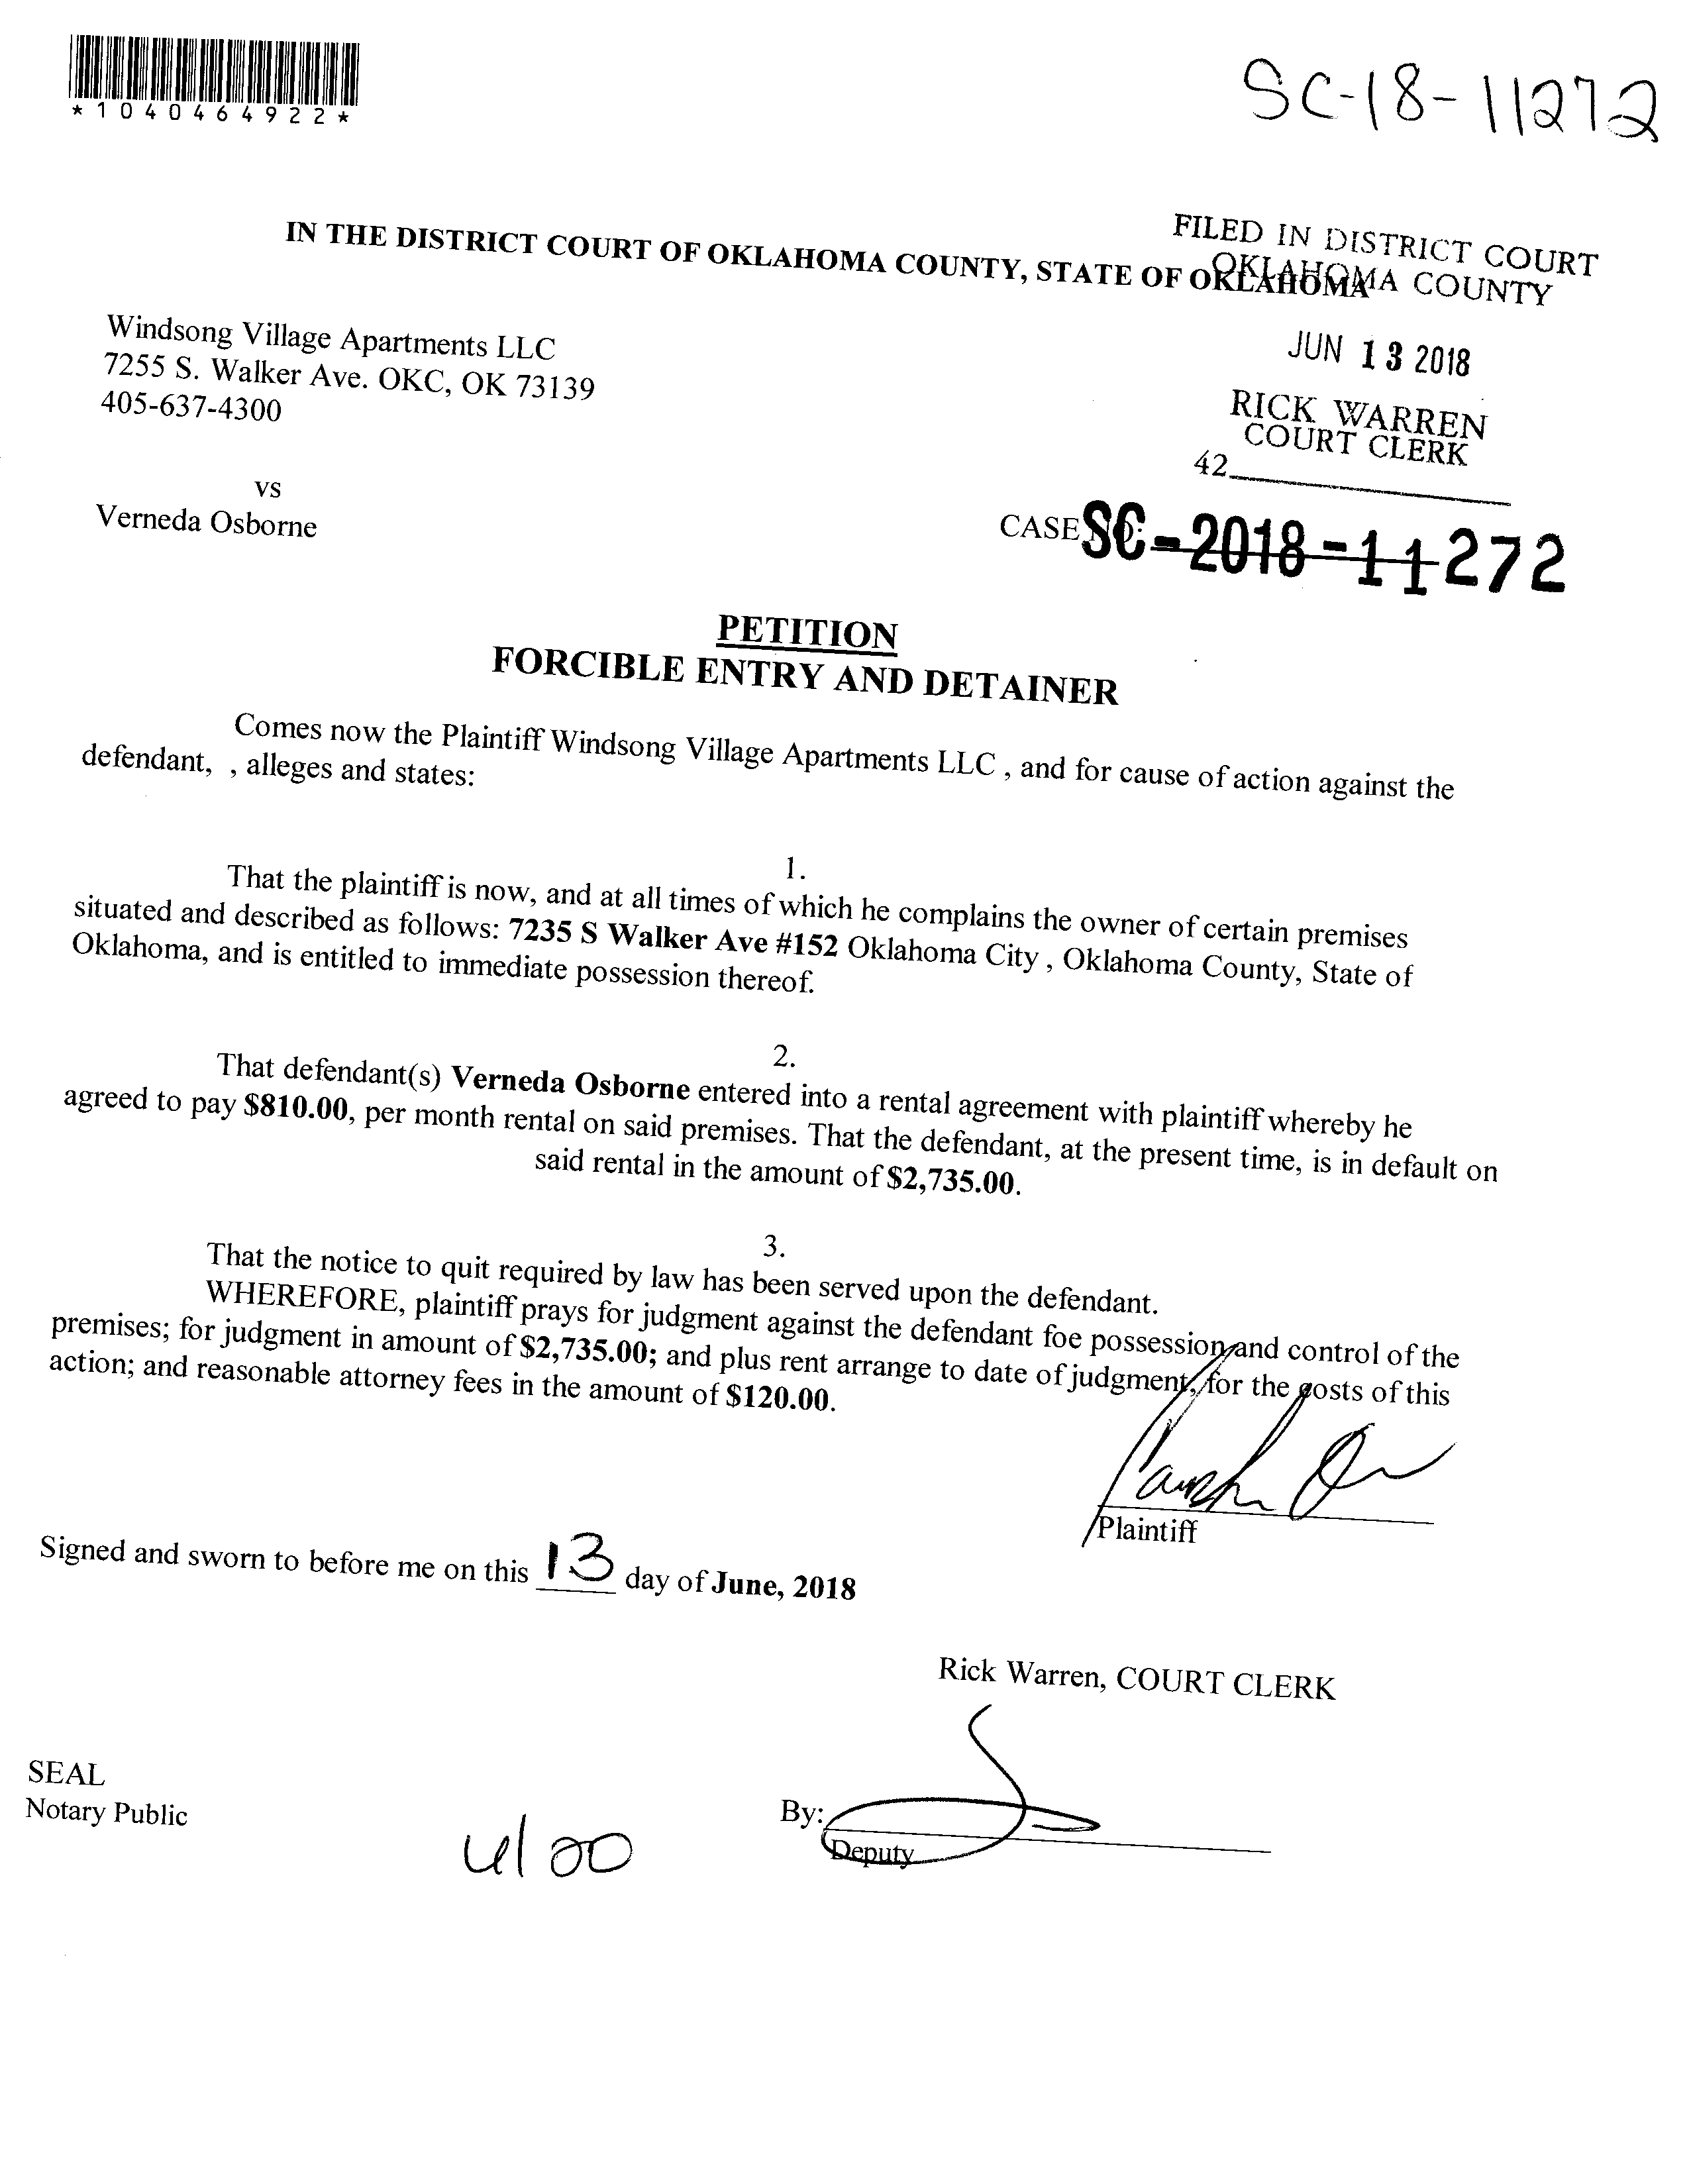 *1040464922*
SC-18-11272
FILED IN DISTRICT COURT
OKLAHOMA COUNTY
IN THE DISTRICT COURT OF OKLAHOMA COUNTY, STATE OF OKLAHOMA
JUN 13 2018
RICK WARREN
COURT CLERK
42
Windsong Village Apartments LLC
7255 S. Walker Ave. OKC, OK 73139
405-637-4300
vs
Verneda Osborne
CASE
SC-2018-11272
PETITION
FORCIBLE ENTRY AND DETAINER
Comes now the Plaintiff Windsong Village Apartments LLC , and for cause of action against the
defendant, , alleges and states:
1.
That the plaintiff is now, and at all times of which he complains the owner of certain premises
situated and described as follows: 7235 S Walker Ave #152 Oklahoma City , Oklahoma County, State of
Oklahoma, and is entitled to immediate possession thereof.
2.
That defendant(s) Verneda Osborne entered into a rental agreement with plaintiff whereby he
agreed to pay $810.00, per month rental on said premises. That the defendant, at the present time, is in default on
said rental in the amount of $2,735.00.
3.
That the notice to quit required by law has been served upon the defendant.
WHEREFORE, plaintiff prays for judgment against the defendant foe possession and control of the
premises; for judgment in amount of $2,735.00; and plus rent arrange to date of judgment, for the costs of this
action; and reasonable attorney fees in the amount of $120.00.
Plaintiff
Signed and sworn to before me on this 13 day of June, 2018
Rick Warren, COURT CLERK
SEAL
Notary Public
By:
Deputy